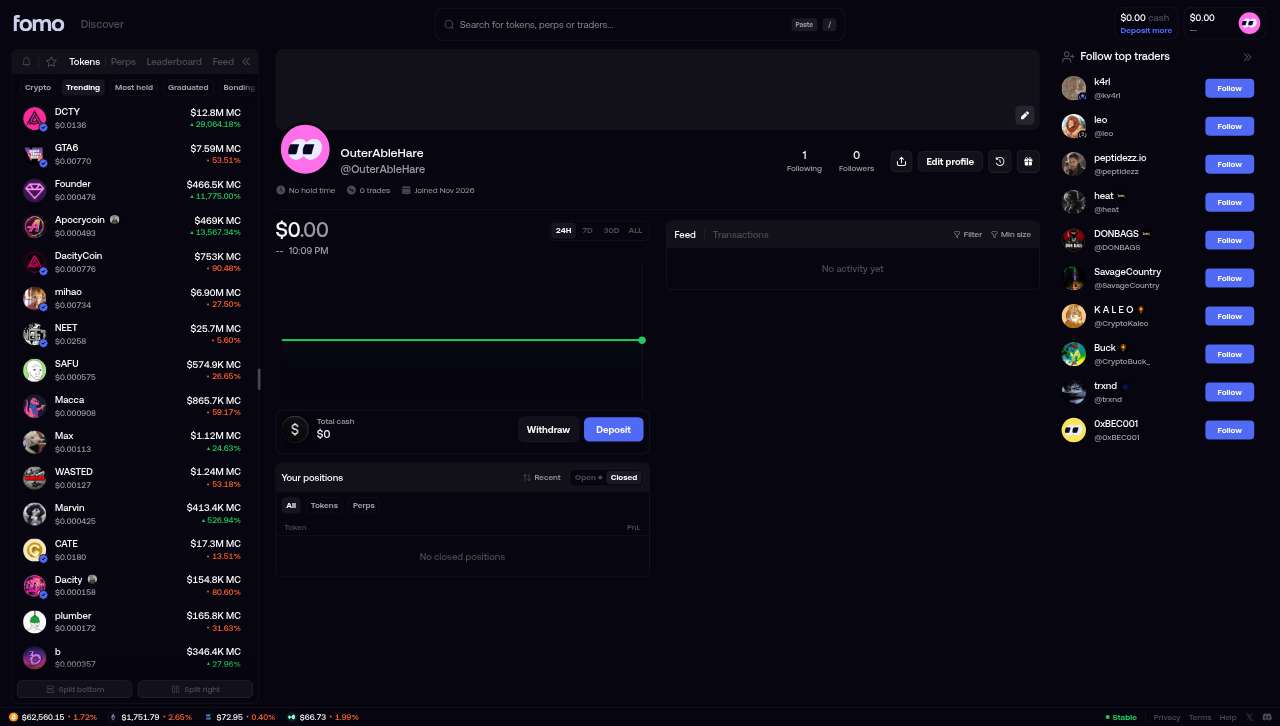 fomo
Discover
Search for tokens, perps or traders...
Paste
/
$0.00 cash
Deposit more
$0.00
—
Tokens Perps Leaderboard Feed
Crypto Trending Most held Graduated Bonding
DCTY $12.8M MC
$0.0136 29,064.18%
GTA6 $7.59M MC
$0.00770 53.51%
Founder $466.5K MC
$0.000478 11,775.00%
Apocrycoin $469K MC
$0.000493 13,567.34%
DacityCoin $753K MC
$0.000776 90.48%
mihao $6.90M MC
$0.00734 27.50%
NEET $25.7M MC
$0.0258 5.60%
SAFU $574.9K MC
$0.000575 26.65%
Macca $865.7K MC
$0.000908 59.17%
Max $1.12M MC
$0.00113 24.63%
WASTED $1.24M MC
$0.00127 53.18%
Marvin $413.4K MC
$0.000425 526.94%
CATE $17.3M MC
$0.0180 13.51%
Dacity $154.8K MC
$0.000158 80.60%
plumber $165.8K MC
$0.000172 31.63%
b $346.4K MC
$0.000357 27.96%
Split bottom Split right
OuterAbleHare
@OuterAbleHare
1 Following
0 Followers
Edit profile
No hold time 0 trades Joined Nov 2026
$0.00
24H 7D 30D ALL
-- 10:09 PM
Total cash
$0
Withdraw Deposit
Your positions
Recent Open Closed
All Tokens Perps
Token PnL
No closed positions
Feed Transactions
Filter Min size
No activity yet
Follow top traders
k4rl
@kv4rl
Follow
leo
@leo
Follow
peptidezz.io
@peptidezz
Follow
heat
@heat
Follow
DONBAGS
@DONBAGS
Follow
SavageCountry
@SavageCountry
Follow
K A L E O
@CryptoKaleo
Follow
Buck
@CryptoBuck_
Follow
trxnd
@trxnd
Follow
0xBEC001
@0xBEC001
Follow
$62,560.15 1.72% $1,751.79 2.65% $72.95 0.40% $66.73 1.99%
Stable Privacy Terms Help